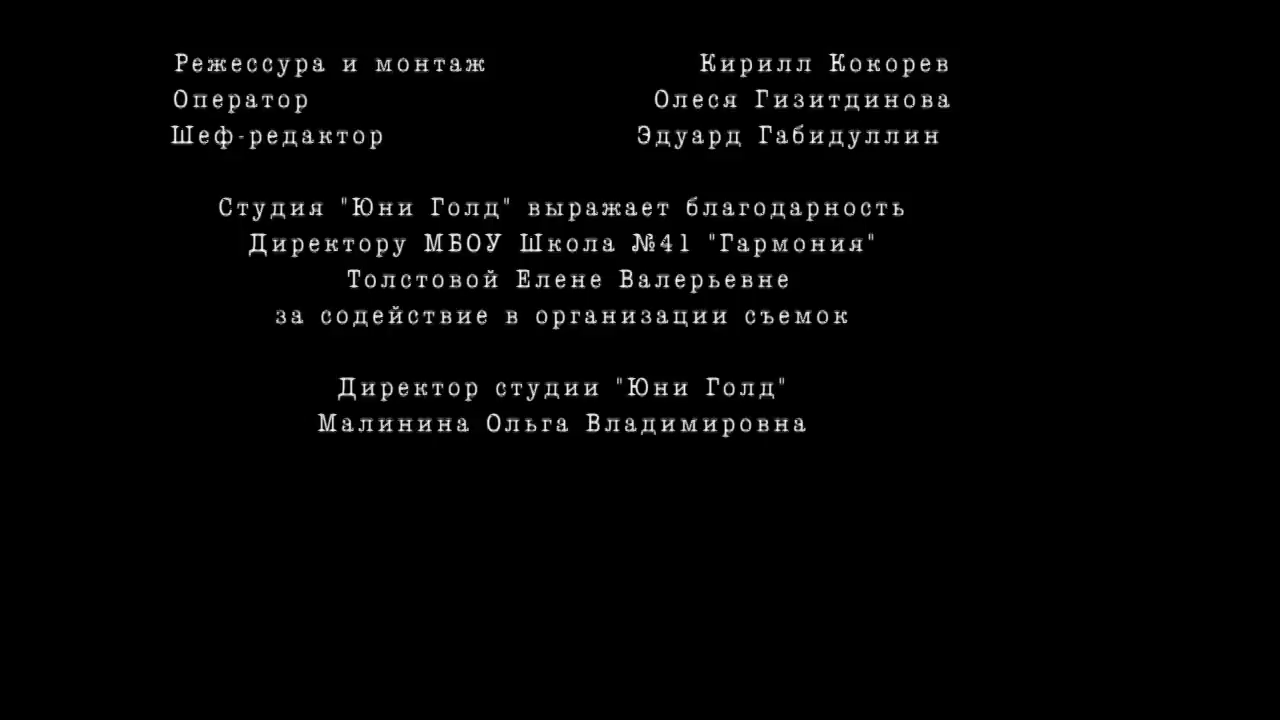 Режессура и монтаж Кирилл Кокорев
Оператор Олеся Гизитдинова
Шеф-редактор Эдуард Габидуллин
Студия "Юни Голд" выражает благодарность
Директору МБОУ Школа №41 "Гармония"
Толстовой Елене Валерьевне
за содействие в организации съемок
Директор студии "Юни Голд"
Малинина Ольга Владимировна